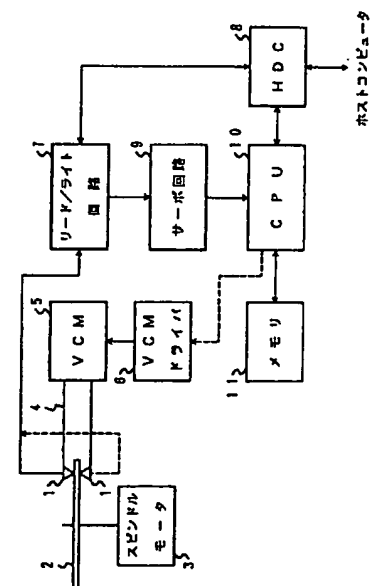 7
リード/ライト
回路
8
HDC
ホストコンピュータ
9
サーボ回路
10
CPU
5
VCM
6
VCM
ドライバ
11
メモリ
4
1
1
2
スピンドル
モータ
3